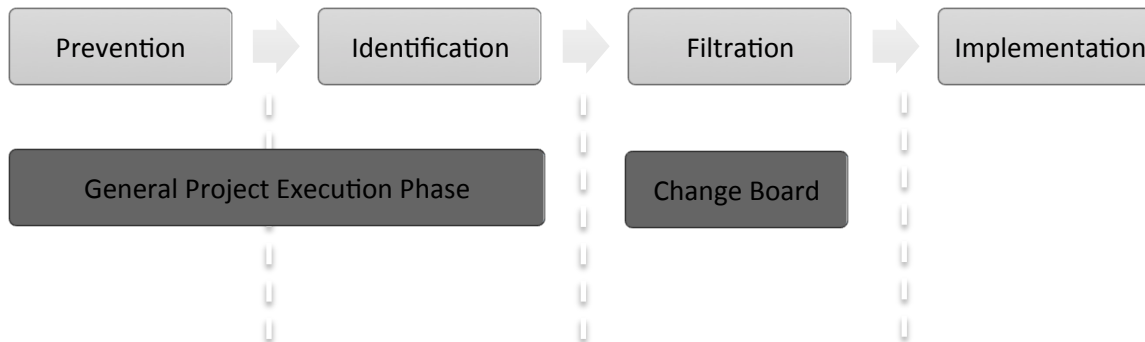 Prevention
Identification
Filtration
Implementation
General Project Execution Phase
Change Board